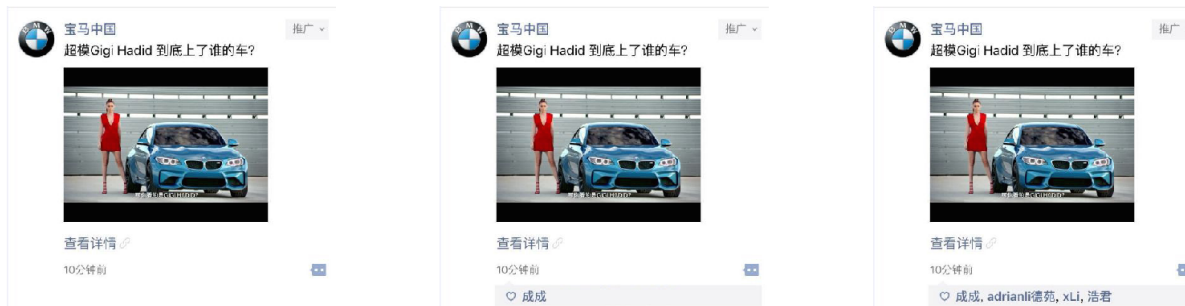 宝马中国
推广
超模Gigi Hadid 到底上了谁的车?
查看详情
10分钟前
宝马中国
推广
超模Gigi Hadid 到底上了谁的车?
查看详情
10分钟前
成成
宝马中国
推广
超模Gigi Hadid 到底上了谁的车?
查看详情
10分钟前
成成, adrianli德苑, xLi, 浩君